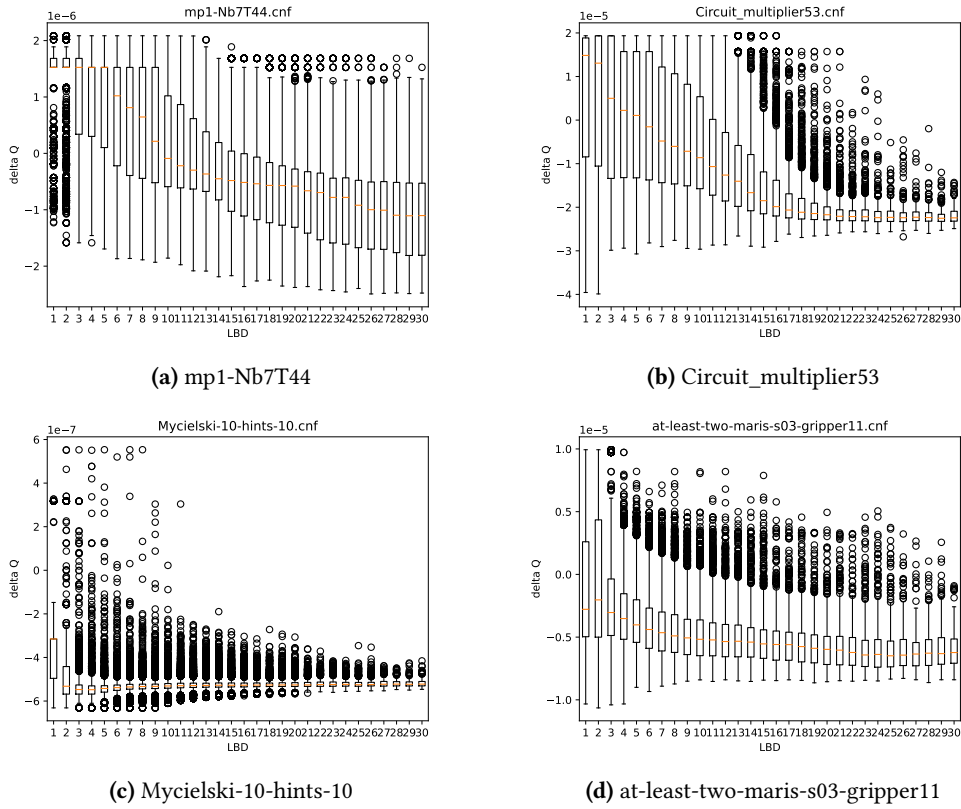 mp1-Nb7T44.cnf
1e−6
2
1
0
−1
−2
delta Q
1 2 3 4 5 6 7 8 9 10 11 12 13 14 15 16 17 18 19 20 21 22 23 24 25 26 27 28 29 30
LBD
(a) mp1-Nb7T44
Circuit_multiplier53.cnf
1e−5
2
1
0
−1
−2
−3
−4
delta Q
1 2 3 4 5 6 7 8 9 10 11 12 13 14 15 16 17 18 19 20 21 22 23 24 25 26 27 28 29 30
LBD
(b) Circuit_multiplier53
Mycielski-10-hints-10.cnf
1e−7
6
4
2
0
−2
−4
−6
delta Q
1 2 3 4 5 6 7 8 9 10 11 12 13 14 15 16 17 18 19 20 21 22 23 24 25 26 27 28 29 30
LBD
(c) Mycielski-10-hints-10
at-least-two-maris-s03-gripper11.cnf
1e−5
1.0
0.5
0.0
−0.5
−1.0
delta Q
1 2 3 4 5 6 7 8 9 10 11 12 13 14 15 16 17 18 19 20 21 22 23 24 25 26 27 28 29 30
LBD
(d) at-least-two-maris-s03-gripper11